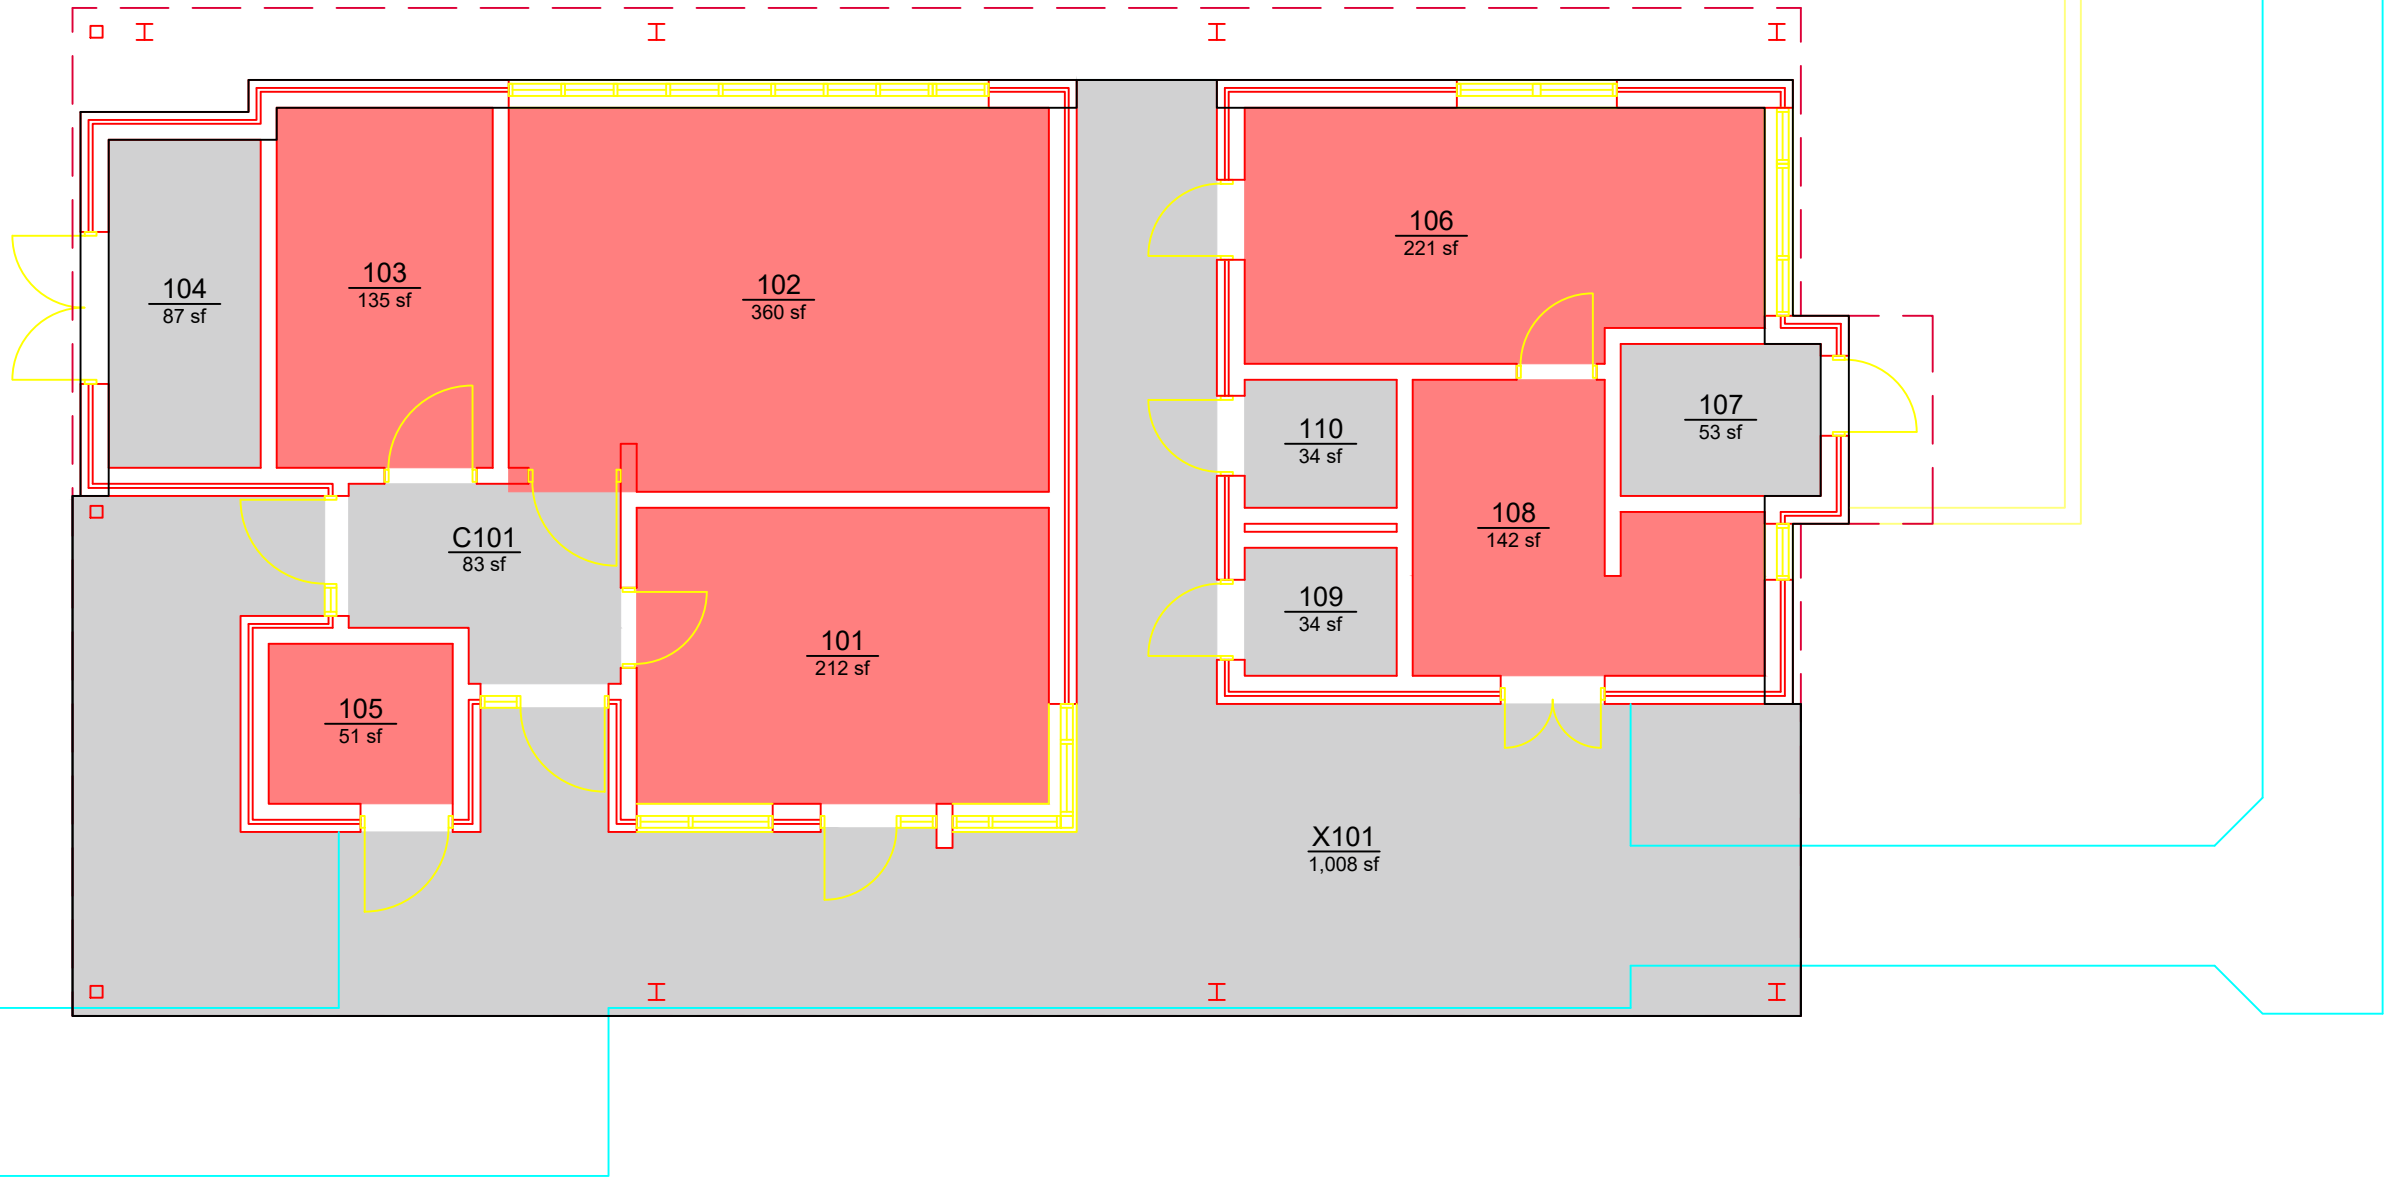 106
221 sf
103
135 sf
102
360 sf
104
87 sf
107
53 sf
110
34 sf
108
142 sf
C101
83 sf
109
34 sf
101
212 sf
105
51 sf
X101
1,008 sf